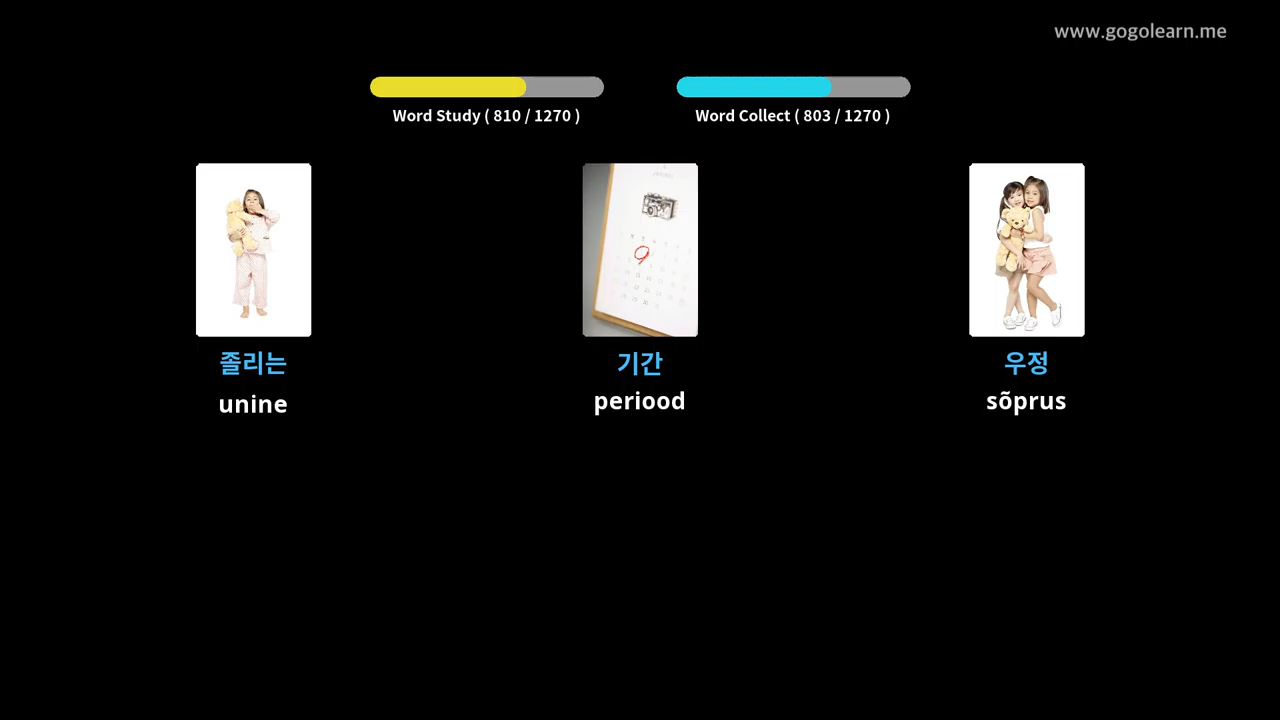 www.gogolearn.me
Word Study ( 810 / 1270 )
Word Collect ( 803 / 1270 )
9
졸리는
기간
우정
unine
periood
sõprus